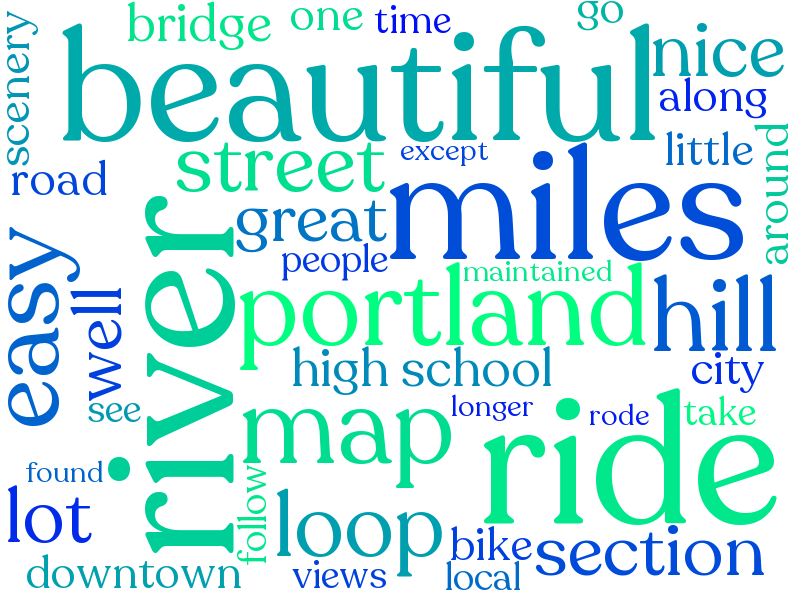 scenery
bridge
one
time
go
beautiful
nice
along
road
street
except
little
around
great
miles
people
easy
well
river
maintained
portland
hill
high school
city
see
map
longer
rode
take
ride
found
lot
follow
loop
bike
section
downtown
views
local